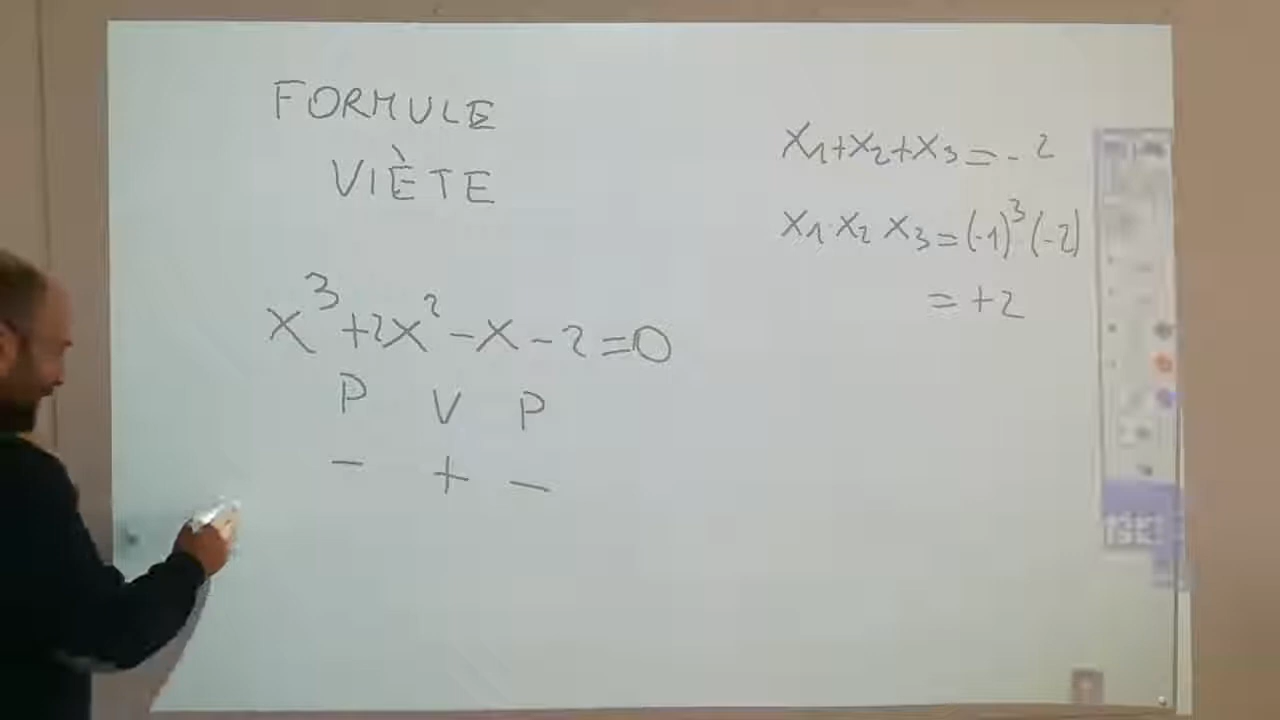 FORMULE
VIÈTE
x³+2x²-x-2=0
P V P
- + -
x₁+x₂+x₃=-2
x₁·x₂ x₃=(-1)³(-2)
=+2